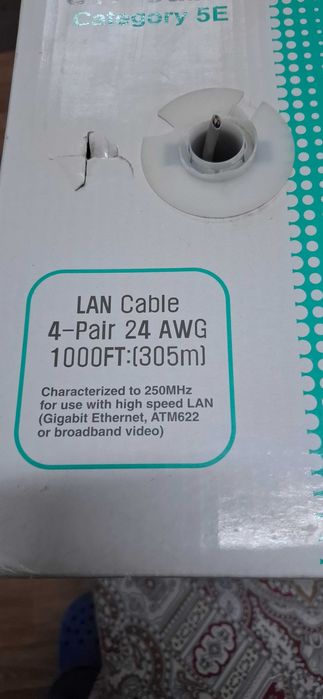 Category 5E
LAN Cable
4-Pair 24 AWG
1000FT:(305m)
Characterized to 250MHz
for use with high speed LAN
(Gigabit Ethernet, ATM622
or broadband video)